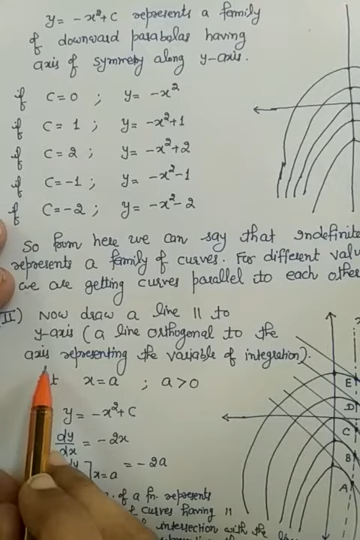 y = -x²+c represents a family
of downward parabolas having
axis of symmetry along y-axis.
if C=0 ; y= -x²
if C = 1 ; y= -x²+1
if C = 2 ; y= -x²+2
if C=-1 ; y= -x²-1
if C=-2 ; y= -x²-2
So from here we can say that indefinite
represents a family of curves. For different
we are getting curves parallel to each other
II) Now draw a line || to
y-axis (a line orthogonal to the
axis representing the variable of integration).
x=a ; a>0
y = -x²+c
dy/dx = -2x
]x=a = -2a
of a fn. represents
curves having ||
of intersection with the
E
D
C
B
A